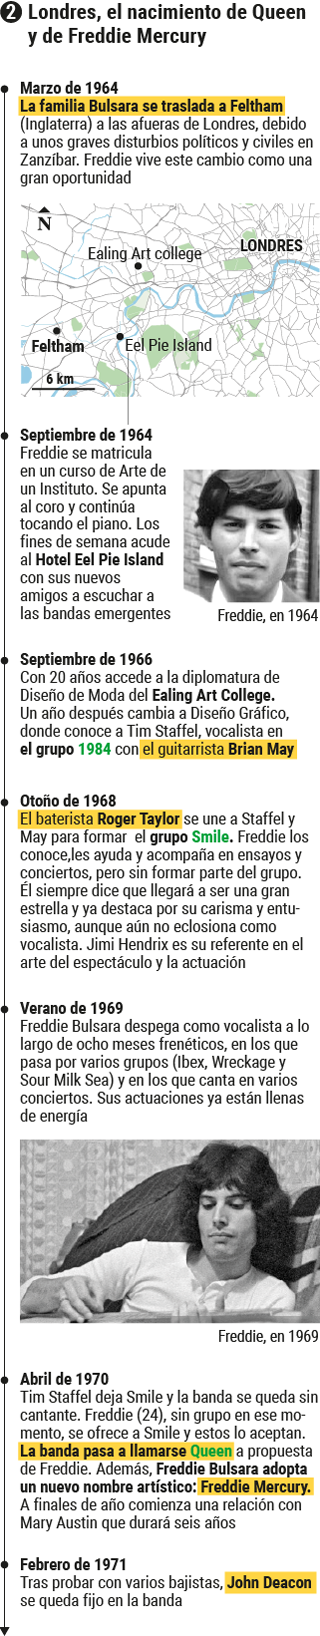 2 Londres, el nacimiento de Queen
y de Freddie Mercury
Marzo de 1964
La familia Bulsara se traslada a Feltham
(Inglaterra) a las afueras de Londres, debido
a unos graves disturbios políticos y civiles en
Zanzíbar. Freddie vive este cambio como una
gran oportunidad
N
LONDRES
Ealing Art college
Feltham
Eel Pie Island
6 km
Septiembre de 1964
Freddie se matricula
en un curso de Arte de
un Instituto. Se apunta
al coro y continúa
tocando el piano. Los
fines de semana acude
al Hotel Eel Pie Island
con sus nuevos
amigos a escuchar a
las bandas emergentes
Freddie, en 1964
Septiembre de 1966
Con 20 años accede a la diplomatura de
Diseño de Moda del Ealing Art College.
Un año después cambia a Diseño Gráfico,
donde conoce a Tim Staffel, vocalista en
el grupo 1984 con el guitarrista Brian May
Otoño de 1968
El baterista Roger Taylor se une a Staffel y
May para formar el grupo Smile. Freddie los
conoce,les ayuda y acompaña en ensayos y
conciertos, pero sin formar parte del grupo.
Él siempre dice que llegará a ser una gran
estrella y ya destaca por su carisma y entu-
siasmo, aunque aún no eclosiona como
vocalista. Jimi Hendrix es su referente en el
arte del espectáculo y la actuación
Verano de 1969
Freddie Bulsara despega como vocalista a lo
largo de ocho meses frenéticos, en los que
pasa por varios grupos (Ibex, Wreckage y
Sour Milk Sea) y en los que canta en varios
conciertos. Sus actuaciones ya están llenas
de energía
Freddie, en 1969
Abril de 1970
Tim Staffel deja Smile y la banda se queda sin
cantante. Freddie (24), sin grupo en ese mo-
mento, se ofrece a Smile y estos lo aceptan.
La banda pasa a llamarse Queen a propuesta
de Freddie. Además, Freddie Bulsara adopta
un nuevo nombre artístico: Freddie Mercury.
A finales de año comienza una relación con
Mary Austin que durará seis años
Febrero de 1971
Tras probar con varios bajistas, John Deacon
se queda fijo en la banda